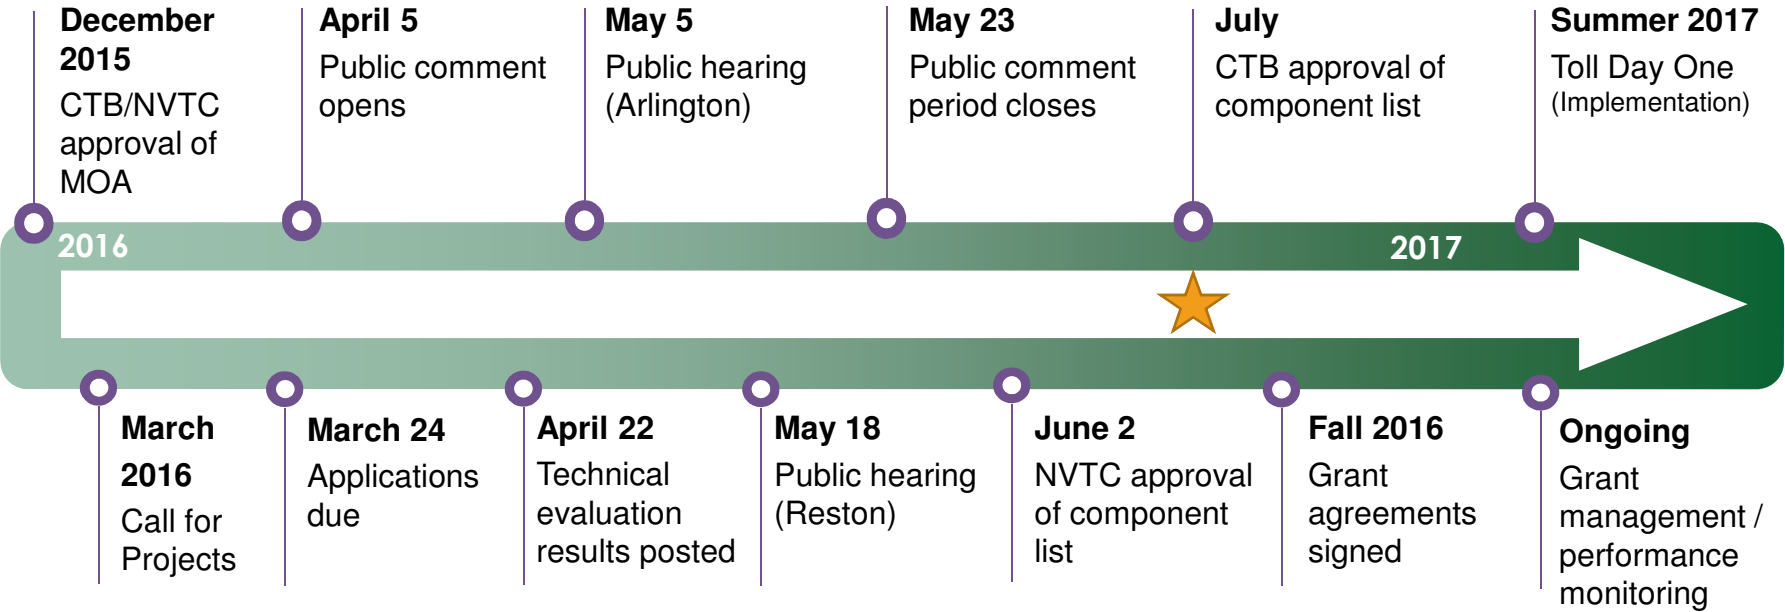 December
2015
CTB/NVTC
approval of
MOA
April 5
Public comment
opens
May 5
Public hearing
(Arlington)
May 23
Public comment
period closes
July
CTB approval of
component list
Summer 2017
Toll Day One
(Implementation)
2016
2017
March
2016
Call for
Projects
March 24
Applications
due
April 22
Technical
evaluation
results posted
May 18
Public hearing
(Reston)
June 2
NVTC approval
of component
list
Fall 2016
Grant
agreements
signed
Ongoing
Grant
management /
performance
monitoring